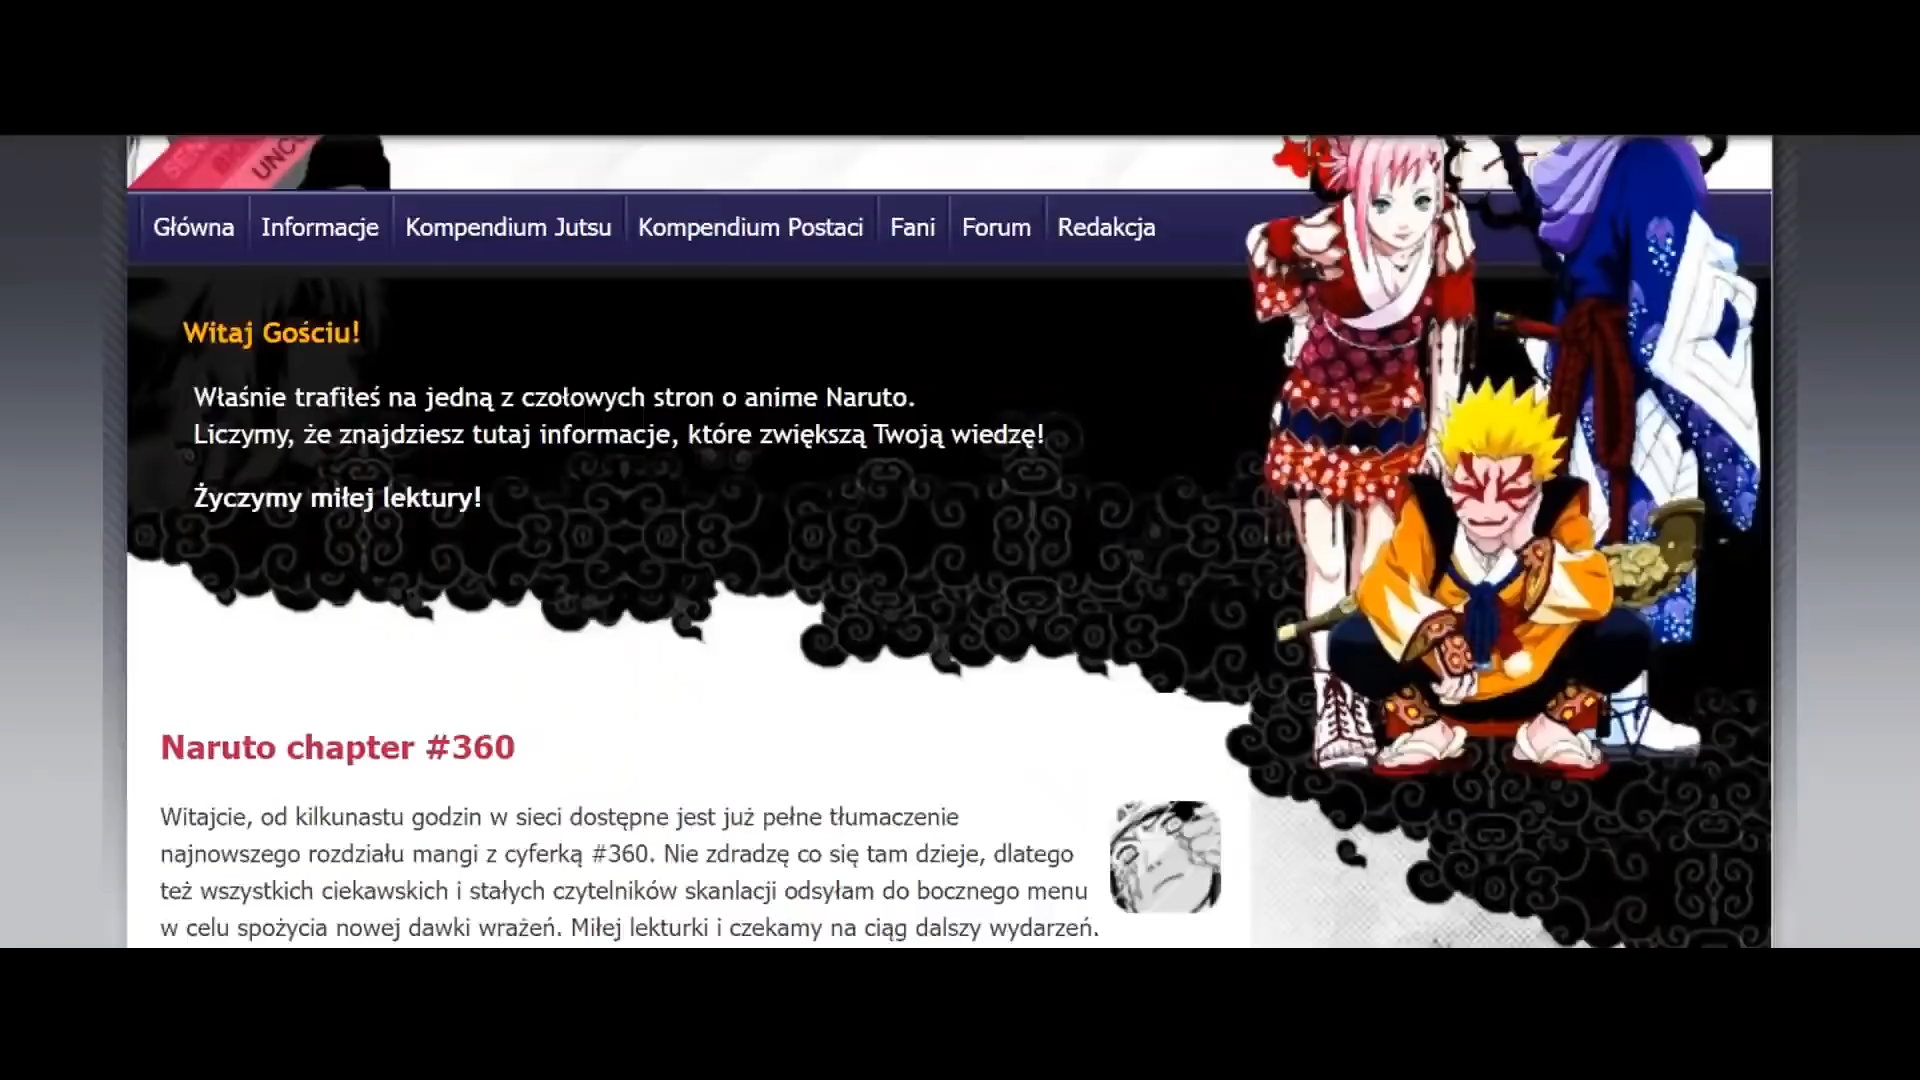 UNC
Główna Informacje Kompendium Jutsu Kompendium Postaci Fani Forum Redakcja
Witaj Gościu!
Właśnie trafiłeś na jedną z czołowych stron o anime Naruto.
Liczymy, że znajdziesz tutaj informacje, które zwiększą Twoją wiedzę!
Życzymy miłej lektury!
Naruto chapter #360
Witajcie, od kilkunastu godzin w sieci dostępne jest już pełne tłumaczenie
najnowszego rozdziału mangi z cyferką #360. Nie zdradzę co się tam dzieje, dlatego
też wszystkich ciekawskich i stałych czytelników skanlacji odsyłam do bocznego menu
w celu spożycia nowej dawki wrażeń. Miłej lekturki i czekamy na ciąg dalszy wydarzeń.